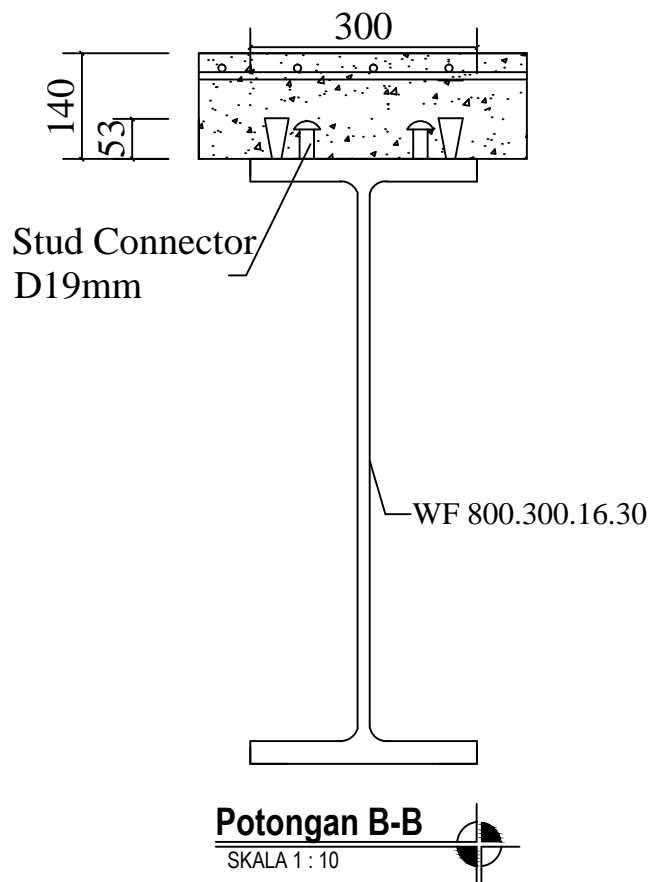 300
140
53
Stud Connector
D19mm
WF 800.300.16.30
Potongan B-B
SKALA 1 : 10